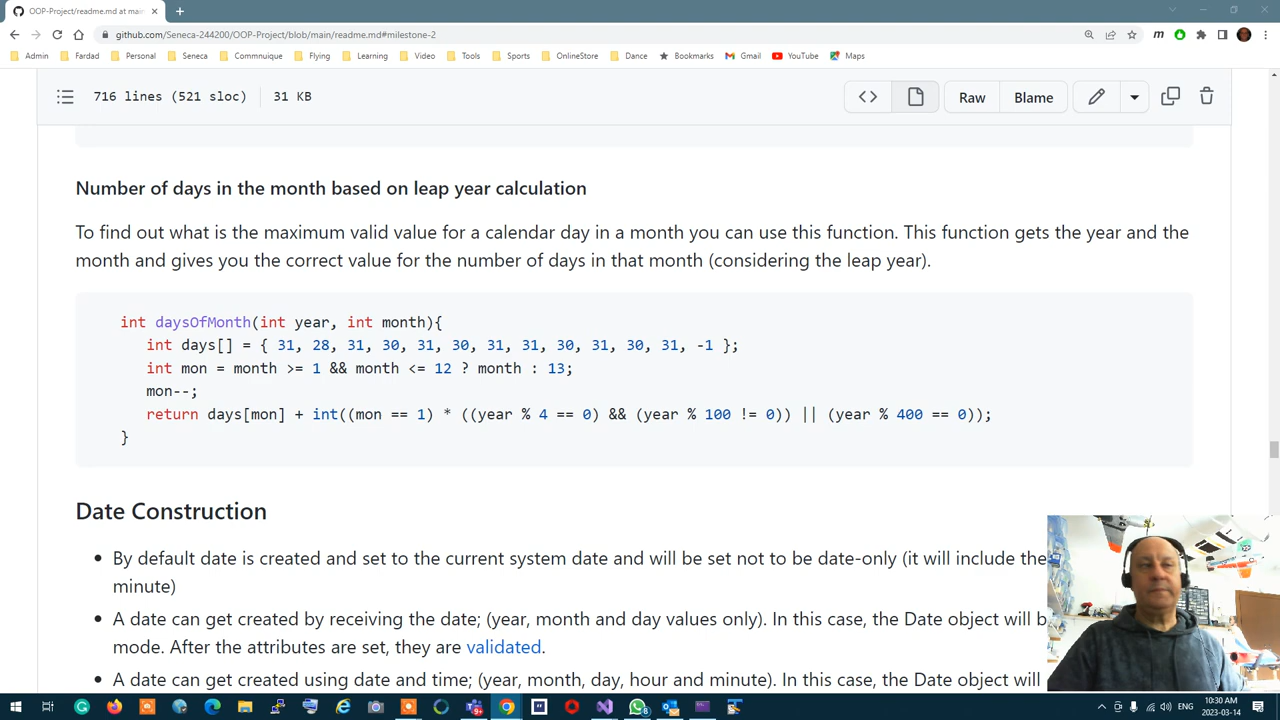 OOP-Project/readme.md at main
github.com/Seneca-244200/OOP-Project/blob/main/readme.md#milestone-2
Admin Fardad Personal Seneca Commnuique Flying Learning Video Tools Sports OnlineStore Dance Bookmarks Gmail YouTube Maps
716 lines (521 sloc) 31 KB
Raw Blame
Number of days in the month based on leap year calculation
To find out what is the maximum valid value for a calendar day in a month you can use this function. This function gets the year and the
month and gives you the correct value for the number of days in that month (considering the leap year).
int daysOfMonth(int year, int month){
int days[] = { 31, 28, 31, 30, 31, 30, 31, 31, 30, 31, 30, 31, -1 };
int mon = month >= 1 && month <= 12 ? month : 13;
mon--;
return days[mon] + int((mon == 1) * ((year % 4 == 0) && (year % 100 != 0)) || (year % 400 == 0));
}
Date Construction
By default date is created and set to the current system date and will be set not to be date-only (it will include the
minute)
A date can get created by receiving the date; (year, month and day values only). In this case, the Date object will b
mode. After the attributes are set, they are validated.
A date can get created using date and time; (year, month, day, hour and minute). In this case, the Date object will
ENG
10:30 AM
2023-03-14